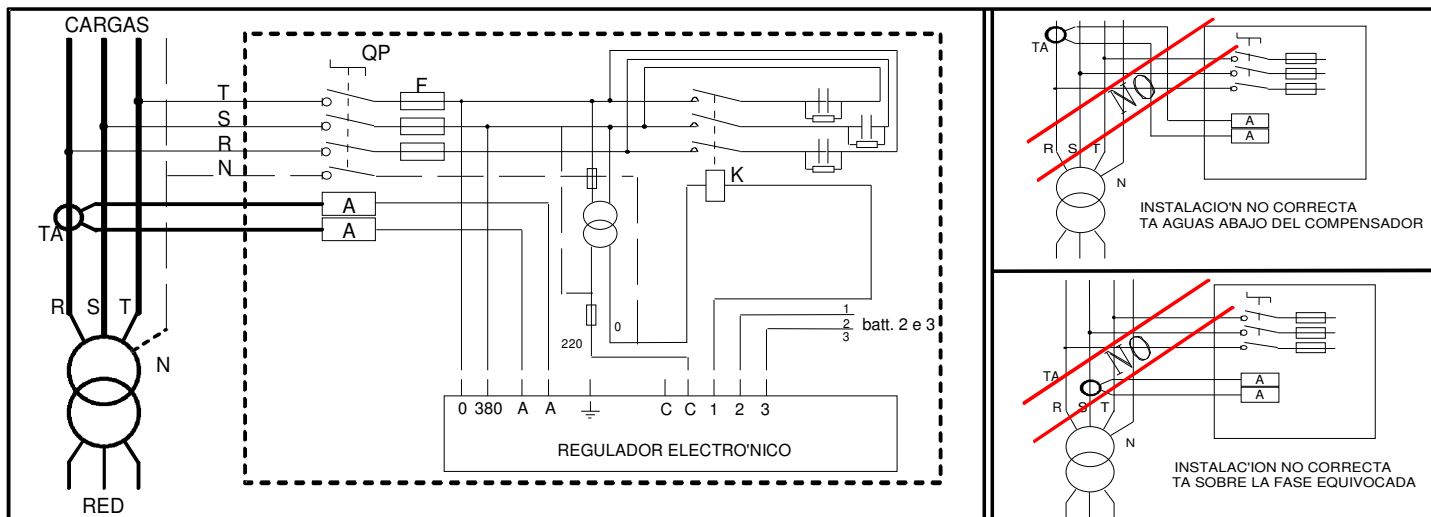 CARGAS
QP
F
T
S
R
N
A
A
K
TA
R S T
N
RED
0
220
1
2
3
batt. 2 e 3
0 380 A A C C 1 2 3
REGULADOR ELECTRO'NICO
TA
NO
A
A
R S T
N
INSTALACIO'N NO CORRECTA
TA AGUAS ABAJO DEL COMPENSADOR
NO
TA
A
A
R S T
N
INSTALAC'ION NO CORRECTA
TA SOBRE LA FASE EQUIVOCADA